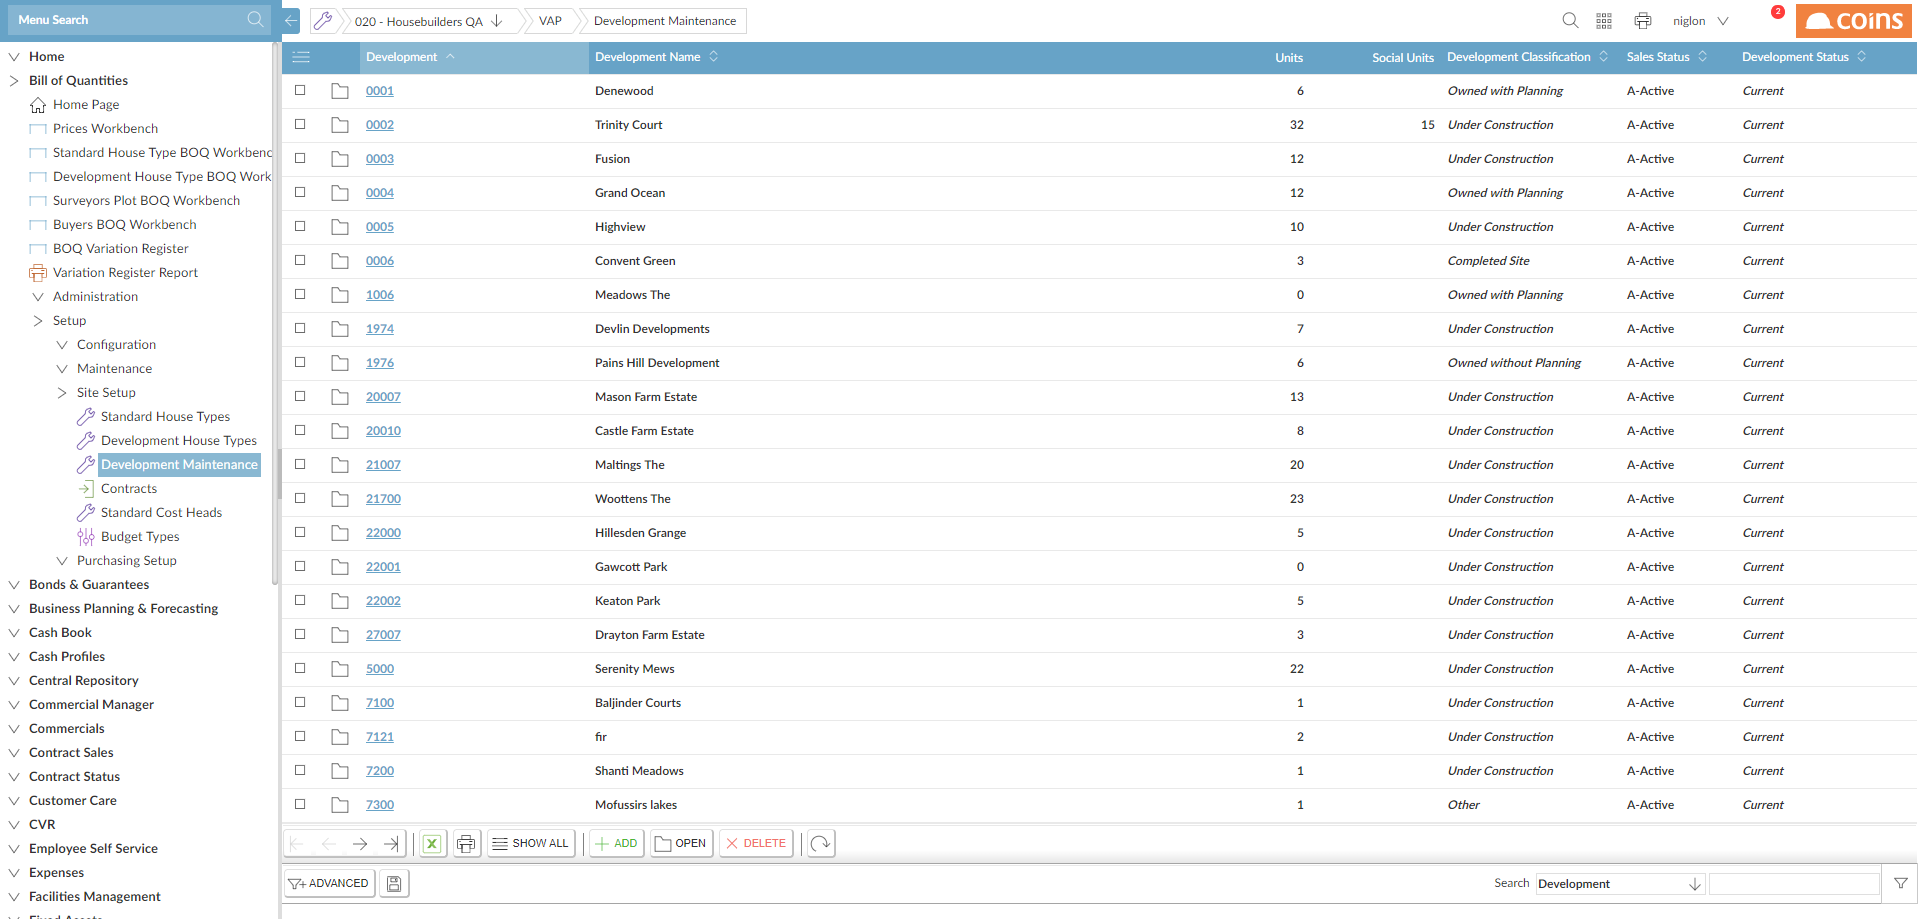 Menu Search
020 - Housebuilders QA
VAP
Development Maintenance
niglon
2
coins
Home
Bill of Quantities
Home Page
Prices Workbench
Standard House Type BOQ Workbenc
Development House Type BOQ Work
Surveyors Plot BOQ Workbench
Buyers BOQ Workbench
BOQ Variation Register
Variation Register Report
Administration
Setup
Configuration
Maintenance
Site Setup
Standard House Types
Development House Types
Development Maintenance
Contracts
Standard Cost Heads
Budget Types
Purchasing Setup
Bonds & Guarantees
Business Planning & Forecasting
Cash Book
Cash Profiles
Central Repository
Commercial Manager
Commercials
Contract Sales
Contract Status
Customer Care
CVR
Employee Self Service
Expenses
Facilities Management
Development Development Name Units Social Units Development Classification Sales Status Development Status
0001 Denewood 6 Owned with Planning A-Active Current
0002 Trinity Court 32 15 Under Construction A-Active Current
0003 Fusion 12 Under Construction A-Active Current
0004 Grand Ocean 12 Owned with Planning A-Active Current
0005 Highview 10 Under Construction A-Active Current
0006 Convent Green 3 Completed Site A-Active Current
1006 Meadows The 0 Owned with Planning A-Active Current
1974 Devlin Developments 7 Under Construction A-Active Current
1976 Pains Hill Development 6 Owned without Planning A-Active Current
20007 Mason Farm Estate 13 Under Construction A-Active Current
20010 Castle Farm Estate 8 Under Construction A-Active Current
21007 Maltings The 20 Under Construction A-Active Current
21700 Woottens The 23 Under Construction A-Active Current
22000 Hillesden Grange 5 Under Construction A-Active Current
22001 Gawcott Park 0 Under Construction A-Active Current
22002 Keaton Park 5 Under Construction A-Active Current
27007 Drayton Farm Estate 3 Under Construction A-Active Current
5000 Serenity Mews 22 Under Construction A-Active Current
7100 Baljinder Courts 1 Under Construction A-Active Current
7121 fir 2 Under Construction A-Active Current
7200 Shanti Meadows 1 Under Construction A-Active Current
7300 Mofussirs lakes 1 Other A-Active Current
X SHOW ALL ADD OPEN DELETE
ADVANCED
Search Development